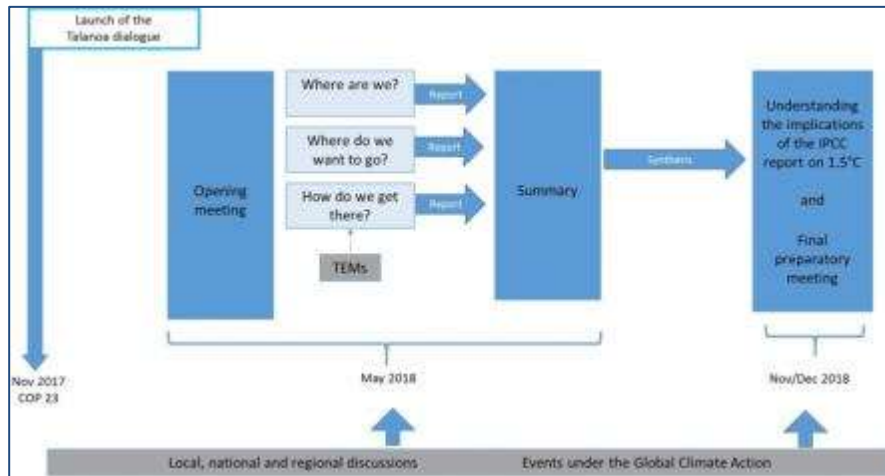 Launch of the
Talanoa dialogue
Opening
meeting
Where are we?
Report
Where do we
want to go?
Report
How do we get
there?
Report
TEMs
Summary
Synthesis
Understanding
the implications
of the IPCC
report on 1.5°C
and
Final
preparatory
meeting
Nov 2017
COP 23
May 2018
Nov/Dec 2018
Local, national and regional discussions
Events under the Global Climate Action